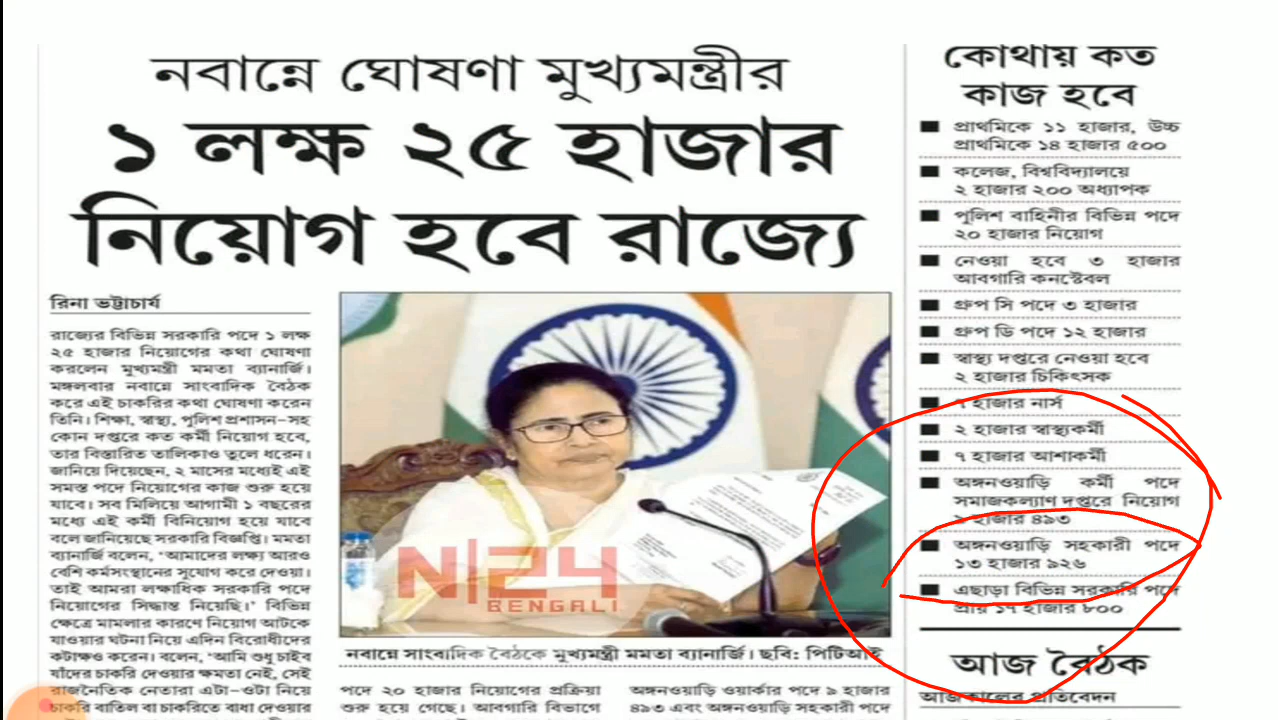 নবান্নে ঘোষণা মুখ্যমন্ত্রীর
১ লক্ষ ২৫ হাজার
নিয়োগ হবে রাজ্যে
রিনা ভট্টাচার্য
রাজ্যের বিভিন্ন সরকারি পদে ১ লক্ষ
২৫ হাজার নিয়োগের কথা ঘোষণা
করলেন মুখ্যমন্ত্রী মমতা ব্যানার্জি।
মঙ্গলবার নবান্নে সাংবাদিক বৈঠক
করে এই চাকরির কথা ঘোষণা করেন
তিনি। শিক্ষা, স্বাস্থ্য, পুলিশ প্রশাসন–সহ
কোন দপ্তরে কত কর্মী নিয়োগ হবে,
তার বিস্তারিত তালিকাও তুলে ধরেন।
জানিয়ে দিয়েছেন, ২ মাসের মধ্যেই এই
সমস্ত পদে নিয়োগের কাজ শুরু হয়ে
যাবে। সব মিলিয়ে আগামী ১ বছরের
মধ্যে এই কর্মী বিনিয়োগ হয়ে যাবে
বলে জানিয়েছে সরকারি বিজ্ঞপ্তি। মমতা
ব্যানার্জি বলেন, ‘আমাদের লক্ষ্য আরও
বেশি কর্মসংস্থানের সুযোগ করে দেওয়া।
তাই আমরা লক্ষাধিক সরকারি পদে
নিয়োগের সিদ্ধান্ত নিয়েছি।’ বিভিন্ন
ক্ষেত্রে মামলার কারণে নিয়োগ আটকে
যাওয়ার ঘটনা নিয়ে এদিন বিরোধীদের
কটাক্ষও করেন। বলেন, ‘আমি শুধু চাইব
যাঁদের চাকরি দেওয়ার ক্ষমতা নেই, সেই
রাজনৈতিক নেতারা এটা–ওটা নিয়ে
চাকরি বাতিল বা চাকরিতে বাধা দেওয়ার
N|24
BENGALI
নবান্নে সাংবাদিক বৈঠকে মুখ্যমন্ত্রী মমতা ব্যানার্জি। ছবি: পিটিআই
পদে ২০ হাজার নিয়োগের প্রক্রিয়া
শুরু হয়ে গেছে। আবগারি বিভাগে
অঙ্গনওয়াড়ি ওয়ার্কার পদে ৯ হাজার
৪৯৩ এবং অঙ্গনওয়াড়ি সহকারী পদে
কোথায় কত
কাজ হবে
■ প্রাথমিকে ১১ হাজার, উচ্চ
প্রাথমিকে ১৪ হাজার ৫০০
■ কলেজ, বিশ্ববিদ্যালয়ে
২ হাজার ২০০ অধ্যাপক
■ পুলিশ বাহিনীর বিভিন্ন পদে
২০ হাজার নিয়োগ
■ নেওয়া হবে ৩ হাজার
আবগারি কনস্টেবল
■ গ্রুপ সি পদে ৩ হাজার
■ গ্রুপ ডি পদে ১২ হাজার
■ স্বাস্থ্য দপ্তরে নেওয়া হবে
২ হাজার চিকিৎসক
■ ৭ হাজার নার্স
■ ২ হাজার স্বাস্থ্যকর্মী
■ ৭ হাজার আশাকর্মী
■ অঙ্গনওয়াড়ি কর্মী পদে
সমাজকল্যাণ দপ্তরে নিয়োগ
৯ হাজার ৪৯৩
■ অঙ্গনওয়াড়ি সহকারী পদে
১৩ হাজার ৯২৬
■ এছাড়া বিভিন্ন সরকারি পদে
প্রায় ১৭ হাজার ৮০০
আজ বৈঠক
আজকালের প্রতিবেদন